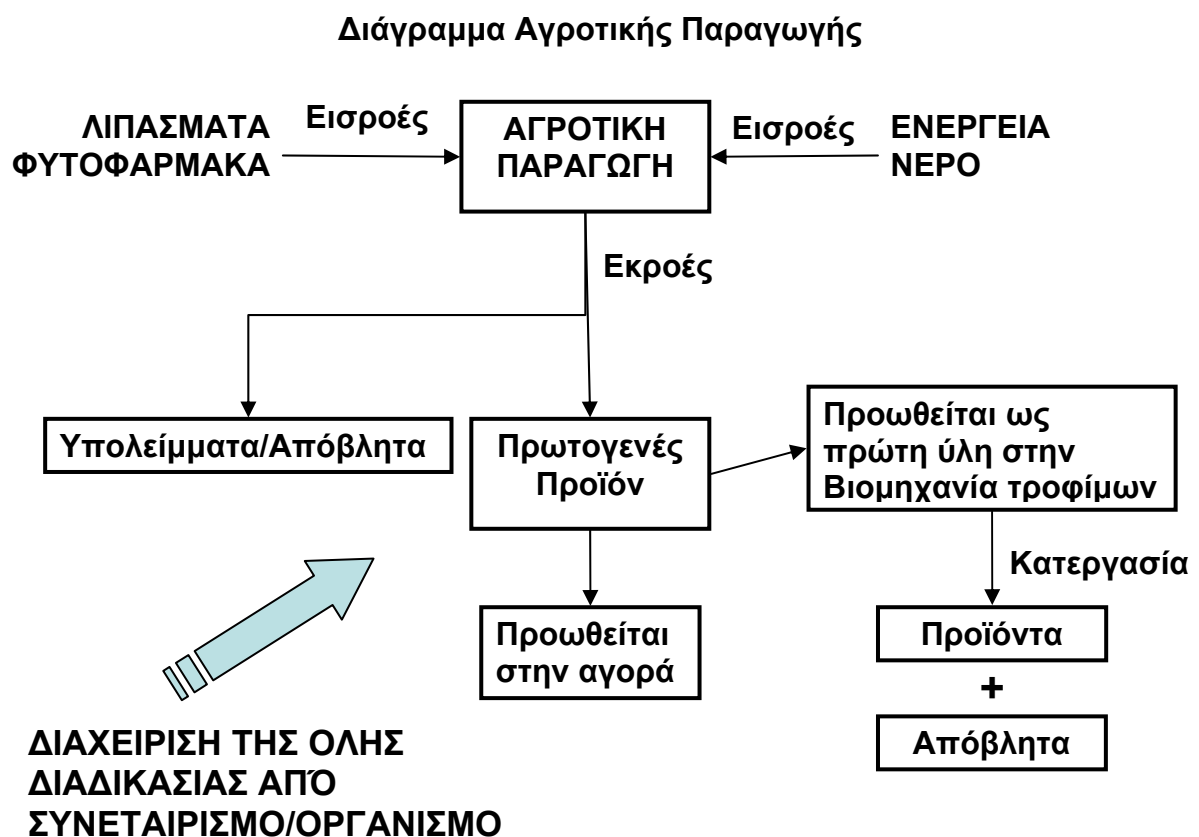 Διάγραμμα Αγροτικής Παραγωγής
ΛΙΠΑΣΜΑΤΑ
ΦΥΤΟΦΑΡΜΑΚΑ
Εισροές
ΑΓΡΟΤΙΚΗ
ΠΑΡΑΓΩΓΗ
Εισροές
ΕΝΕΡΓΕΙΑ
ΝΕΡΟ
Εκροές
Υπολείμματα/Απόβλητα
Πρωτογενές
Προϊόν
Προωθείται ως
πρώτη ύλη στην
Βιομηχανία τροφίμων
Κατεργασία
Προωθείται
στην αγορά
Προϊόντα
+
Απόβλητα
ΔΙΑΧΕΙΡΙΣΗ ΤΗΣ ΟΛΗΣ
ΔΙΑΔΙΚΑΣΙΑΣ ΑΠΌ
ΣΥΝΕΤΑΙΡΙΣΜΟ/ΟΡΓΑΝΙΣΜΟ